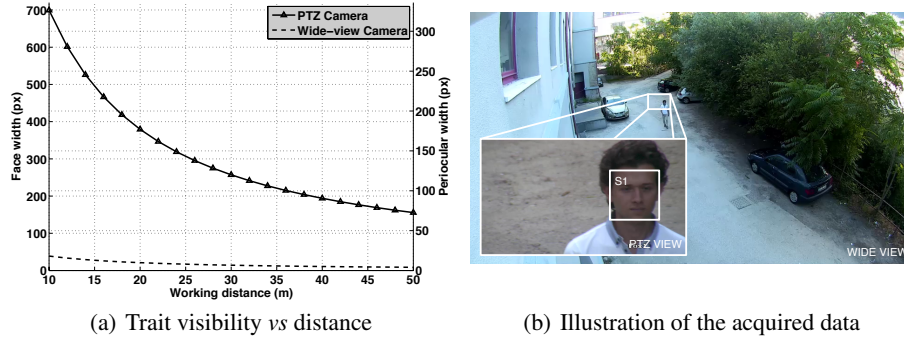 PTZ Camera
Wide-view Camera
700
600
500
400
300
200
100
0
Face width (px)
300
250
200
150
100
50
0
Periocular width (px)
10
15
20
25
30
35
40
45
50
Working distance (m)
S1
PTZ VIEW
WIDE VIEW
(a) Trait visibility vs distance
(b) Illustration of the acquired data